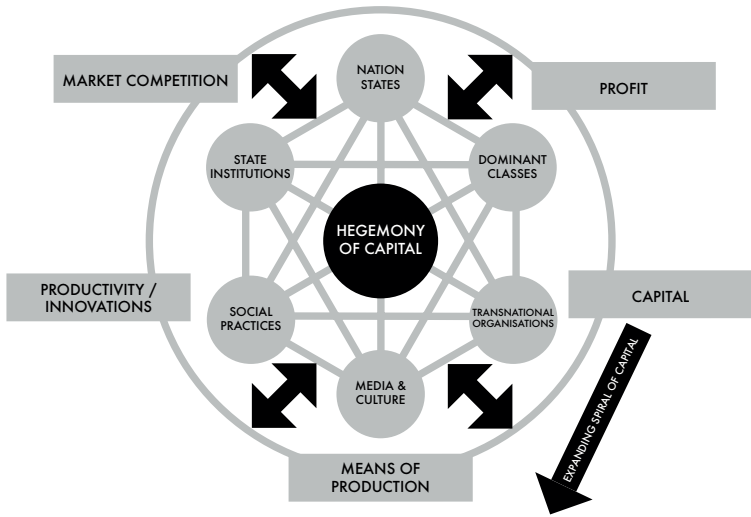 NATION
STATES
MARKET COMPETITION
PROFIT
STATE
INSTITUTIONS
DOMINANT
CLASSES
HEGEMONY
OF CAPITAL
PRODUCTIVITY /
INNOVATIONS
CAPITAL
SOCIAL
PRACTICES
TRANSNATIONAL
ORGANISATIONS
EXPANDING SPIRAL OF CAPITAL
MEDIA &
CULTURE
MEANS OF
PRODUCTION